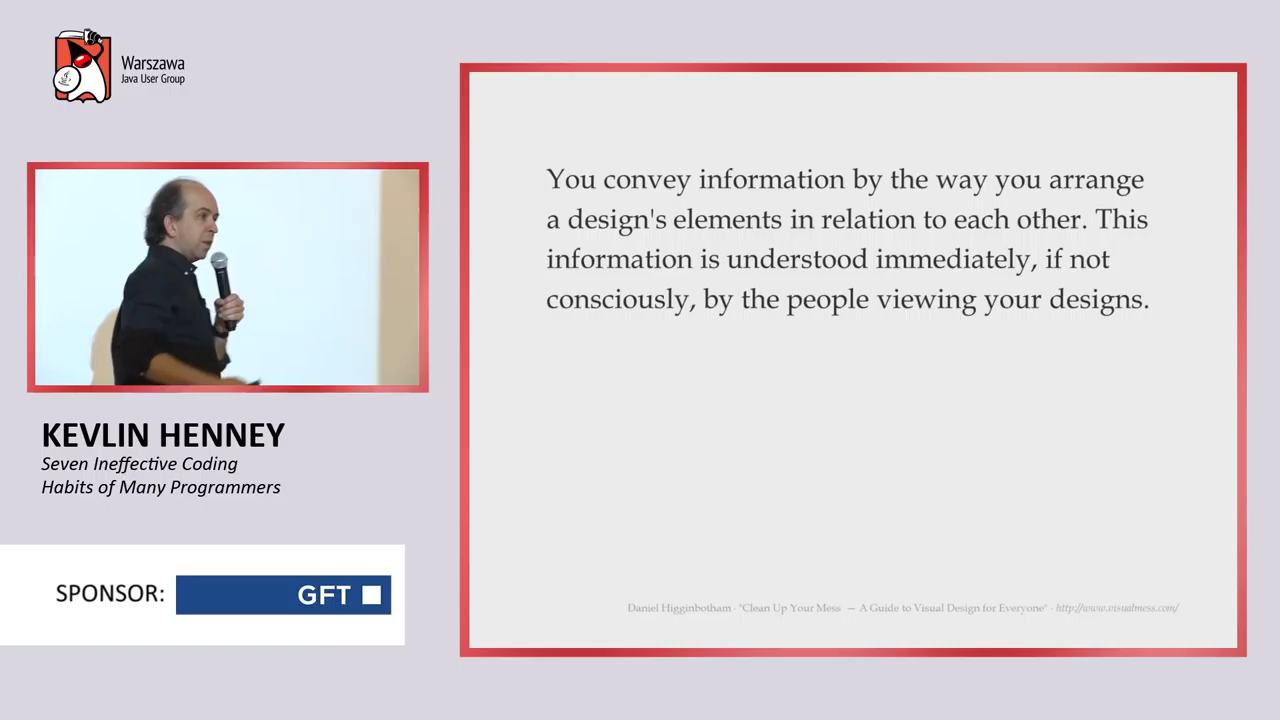 Warszawa
Java User Group
You convey information by the way you arrange
a design's elements in relation to each other. This
information is understood immediately, if not
consciously, by the people viewing your designs.
KEVLIN HENNEY
Seven Ineffective Coding
Habits of Many Programmers
SPONSOR: GFT
Daniel Higginbotham · "Clean Up Your Mess — A Guide to Visual Design for Everyone" · http://www.visualmess.com/